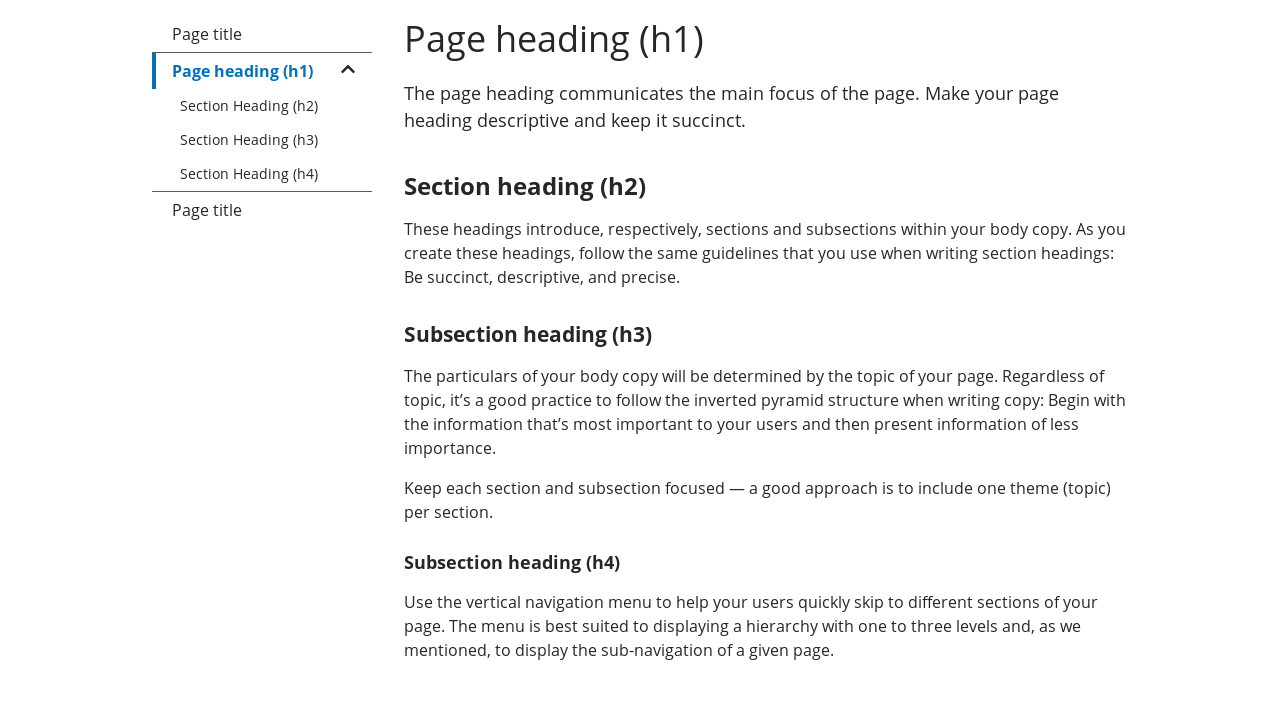 Page title
Page heading (h1)
Section Heading (h2)
Section Heading (h3)
Section Heading (h4)
Page title
Page heading (h1)
The page heading communicates the main focus of the page. Make your page
heading descriptive and keep it succinct.
Section heading (h2)
These headings introduce, respectively, sections and subsections within your body copy. As you
create these headings, follow the same guidelines that you use when writing section headings:
Be succinct, descriptive, and precise.
Subsection heading (h3)
The particulars of your body copy will be determined by the topic of your page. Regardless of
topic, it’s a good practice to follow the inverted pyramid structure when writing copy: Begin with
the information that’s most important to your users and then present information of less
importance.
Keep each section and subsection focused — a good approach is to include one theme (topic)
per section.
Subsection heading (h4)
Use the vertical navigation menu to help your users quickly skip to different sections of your
page. The menu is best suited to displaying a hierarchy with one to three levels and, as we
mentioned, to display the sub-navigation of a given page.